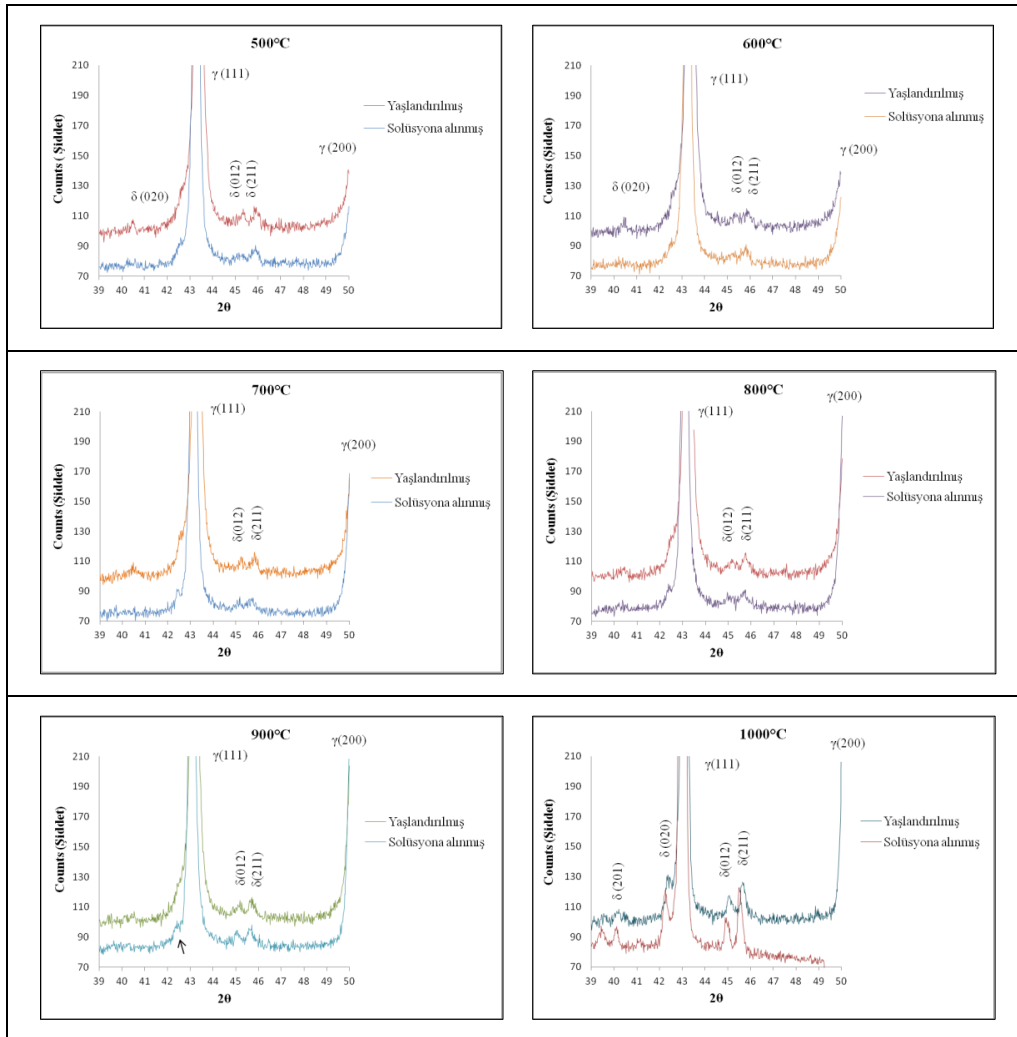 500°C
Counts ( Şiddet)
210
190
170
150
130
110
90
70
39 40 41 42 43 44 45 46 47 48 49 50
2θ
γ (111)
γ (200)
δ (020)
δ (012)
δ (211)
Yaşlandırılmış
Solüsyona alınmış
600°C
Counts (Şiddet)
210
190
170
150
130
110
90
70
39 40 41 42 43 44 45 46 47 48 49 50
2θ
γ (111)
γ (200)
δ (020)
δ (012)
δ (211)
Yaşlandırılmış
Solüsyona alınmış
700°C
Counts (Şiddet)
210
190
170
150
130
110
90
70
39 40 41 42 43 44 45 46 47 48 49 50
2θ
γ(111)
γ(200)
δ(012)
δ(211)
Yaşlandırılmış
Solüsyona alınmış
800°C
Counts (Şiddet)
210
190
170
150
130
110
90
70
39 40 41 42 43 44 45 46 47 48 49 50
2θ
γ(111)
γ(200)
δ(012)
δ(211)
Yaşlandırılmış
Solüsyona alınmış
900°C
Counts (Şiddet)
210
190
170
150
130
110
90
70
39 40 41 42 43 44 45 46 47 48 49 50
2θ
γ(111)
γ(200)
δ(012)
δ(211)
Yaşlandırılmış
Solüsyona alınmış
1000°C
Counts (Şiddet)
210
190
170
150
130
110
90
70
39 40 41 42 43 44 45 46 47 48 49 50
2θ
γ(111)
γ(200)
δ (201)
δ (020)
δ(012)
δ(211)
Yaşlandırılmış
Solüsyona alınmış